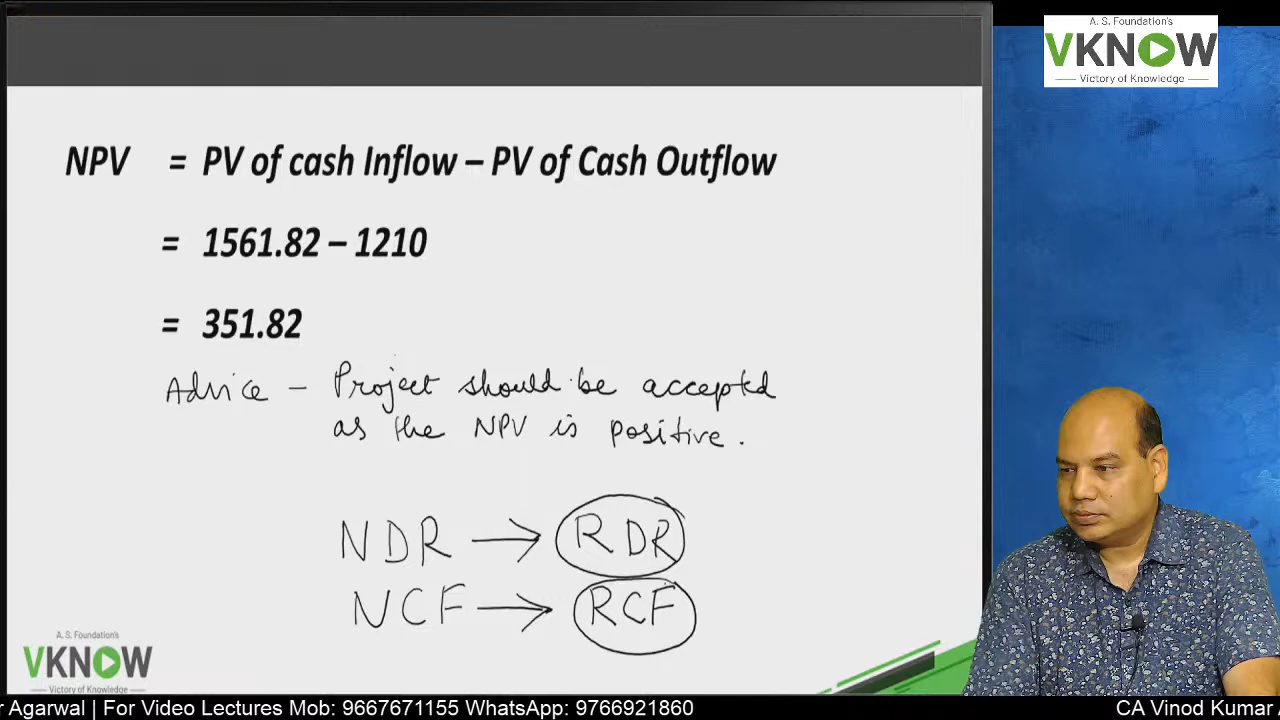 A. S. Foundation's
VKNOW
Victory of Knowledge
NPV = PV of cash Inflow – PV of Cash Outflow
= 1561.82 – 1210
= 351.82
Advice – Project should be accepted
as the NPV is positive.
NDR → RDR
NCF → RCF
A. S. Foundation's
VKNOW
Victory of Knowledge
r Agarwal | For Video Lectures Mob: 9667671155 WhatsApp: 9766921860 CA Vinod Kumar A